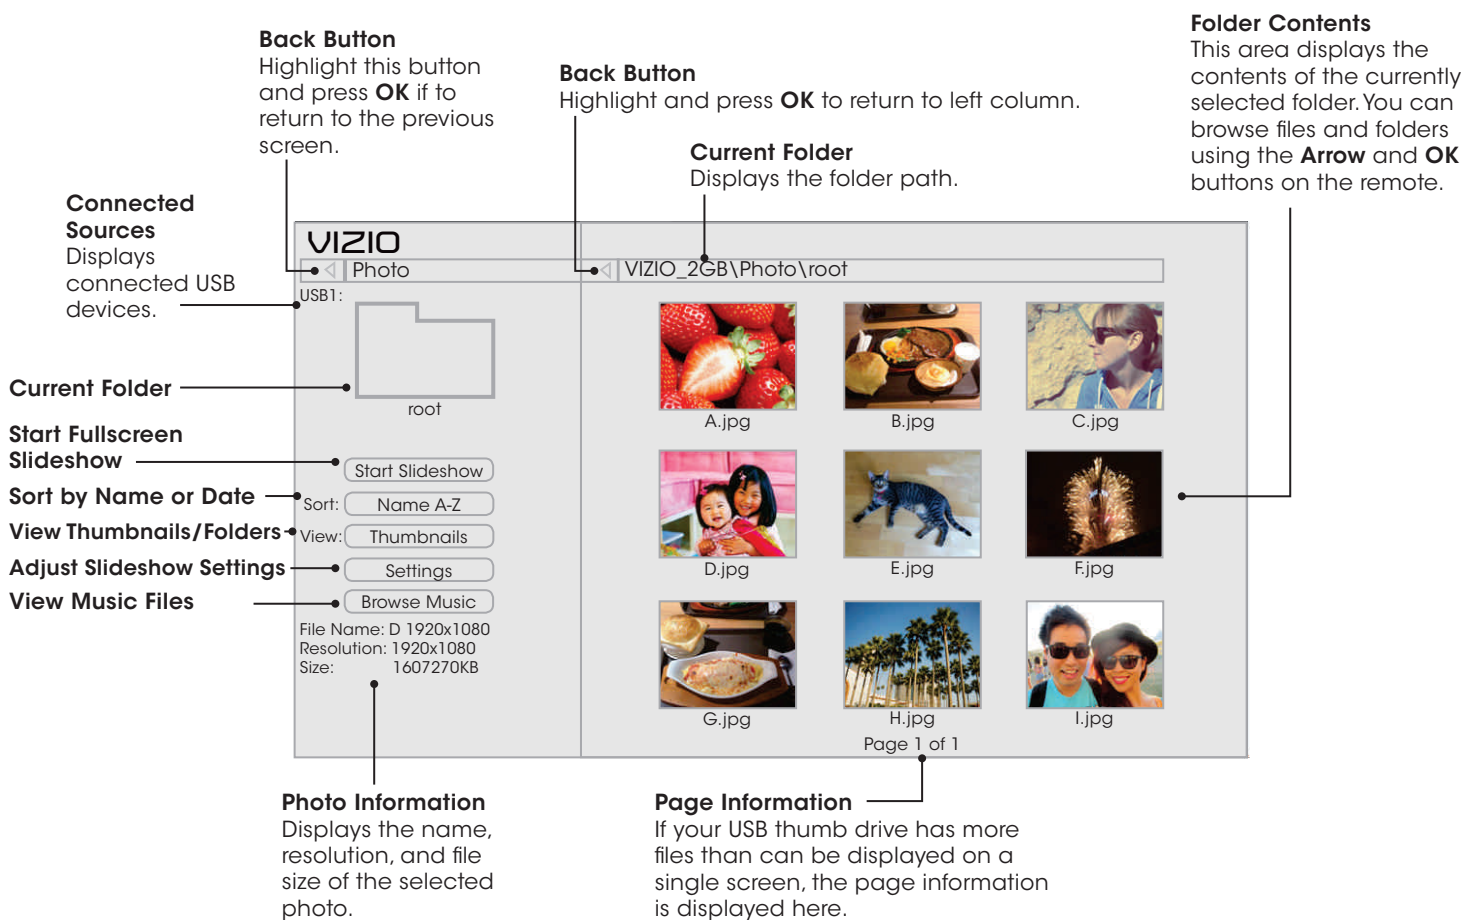 Back Button
Highlight this button
and press OK if to
return to the previous
screen.
Back Button
Highlight and press OK to return to left column.
Current Folder
Displays the folder path.
Folder Contents
This area displays the
contents of the currently
selected folder. You can
browse files and folders
using the Arrow and OK
buttons on the remote.
Connected
Sources
Displays
connected USB
devices.
Current Folder
Start Fullscreen
Slideshow
Sort by Name or Date
View Thumbnails/Folders
Adjust Slideshow Settings
View Music Files
VIZIO
Photo
USB1:
root
Start Slideshow
Sort: Name A-Z
View: Thumbnails
Settings
Browse Music
File Name: D 1920x1080
Resolution: 1920x1080
Size: 1607270KB
VIZIO_2GB\Photo\root
A.jpg
B.jpg
C.jpg
D.jpg
E.jpg
F.jpg
G.jpg
H.jpg
I.jpg
Page 1 of 1
Photo Information
Displays the name,
resolution, and file
size of the selected
photo.
Page Information
If your USB thumb drive has more
files than can be displayed on a
single screen, the page information
is displayed here.